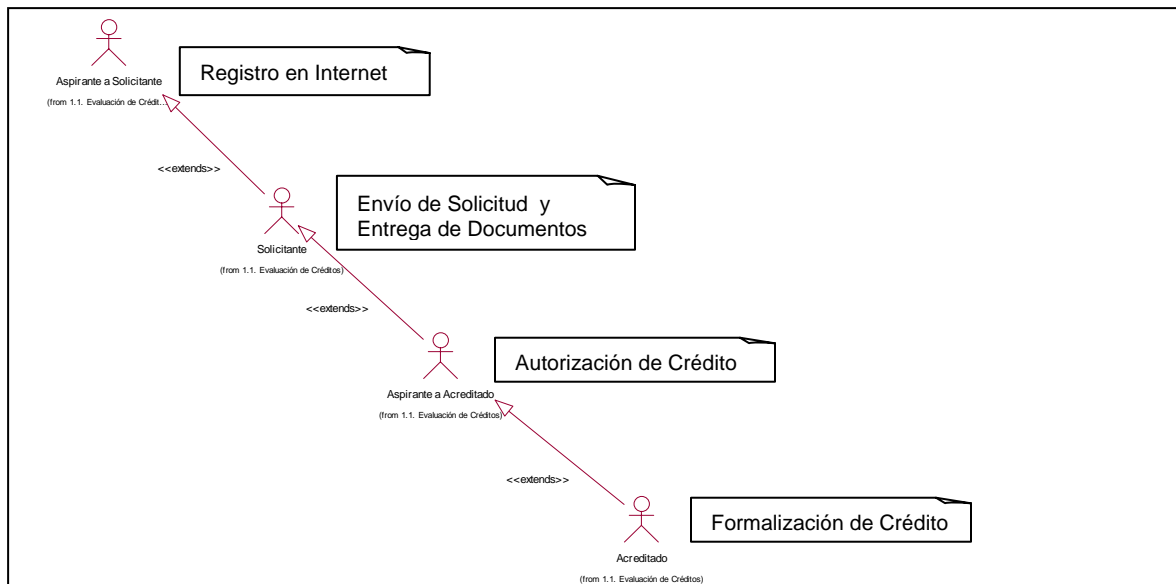 Registro en Internet
Aspirante a Solicitante
(from 1.1. Evaluación de Crédit...
<<extends>>
Envío de Solicitud y
Entrega de Documentos
Solicitante
(from 1.1. Evaluación de Créditos)
<<extends>>
Autorización de Crédito
Aspirante a Acreditado
(from 1.1. Evaluación de Créditos)
<<extends>>
Formalización de Crédito
Acreditado
(from 1.1. Evaluación de Créditos)